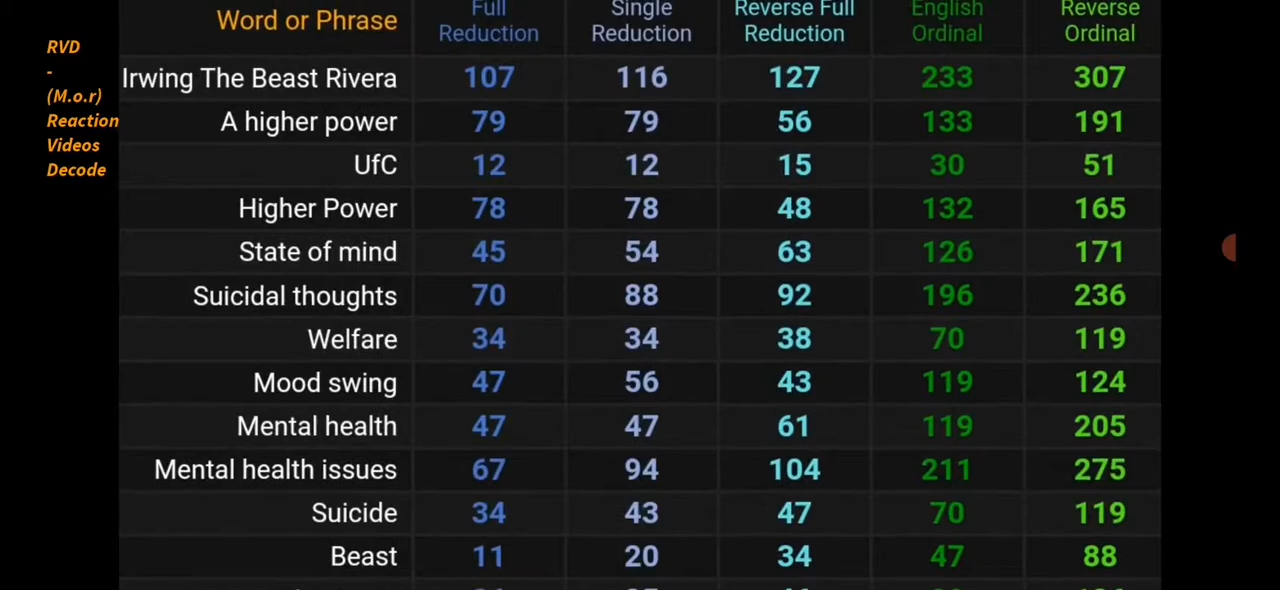 Word or Phrase Full Reduction Single Reduction Reverse Full Reduction English Ordinal Reverse Ordinal
RVD
-
(M.o.r)
Reaction
Videos
Decode
Irwing The Beast Rivera 107 116 127 233 307
A higher power 79 79 56 133 191
UfC 12 12 15 30 51
Higher Power 78 78 48 132 165
State of mind 45 54 63 126 171
Suicidal thoughts 70 88 92 196 236
Welfare 34 34 38 70 119
Mood swing 47 56 43 119 124
Mental health 47 47 61 119 205
Mental health issues 67 94 104 211 275
Suicide 34 43 47 70 119
Beast 11 20 34 47 88